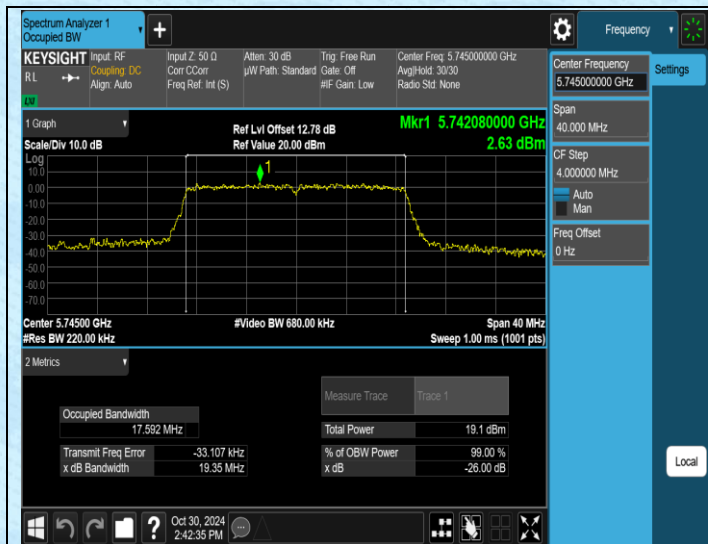 Spectrum Analyzer 1
Occupied BW
Frequency
KEYSIGHT
R L
LXI
Input: RF
Coupling: DC
Align: Auto
Input Z: 50 Ω
Corr CCorr
Freq Ref: Int (S)
Atten: 30 dB
µW Path: Standard
Trig: Free Run
Gate: Off
#IF Gain: Low
Center Freq: 5.745000000 GHz
Avg|Hold: 30/30
Radio Std: None
Center Frequency
5.745000000 GHz
Settings
Span
40.000 MHz
CF Step
4.000000 MHz
Auto
Man
Freq Offset
0 Hz
Local
1 Graph
Scale/Div 10.0 dB
Ref Lvl Offset 12.78 dB
Ref Value 20.00 dBm
Mkr1 5.742080000 GHz
2.63 dBm
Log
10.0
0.00
-10.0
-20.0
-30.0
-40.0
-50.0
-60.0
-70.0
1
Center 5.74500 GHz
#Res BW 220.00 kHz
#Video BW 680.00 kHz
Span 40 MHz
Sweep 1.00 ms (1001 pts)
2 Metrics
Measure Trace
Trace 1
Occupied Bandwidth
17.592 MHz
Total Power
19.1 dBm
Transmit Freq Error
-33.107 kHz
% of OBW Power
99.00 %
x dB Bandwidth
19.35 MHz
x dB
-26.00 dB
?
Oct 30, 2024
2:42:35 PM